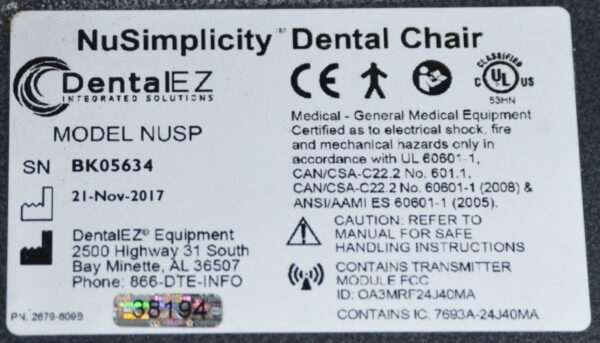 NuSimplicity™ Dental Chair
DentalEZ
INTEGRATED SOLUTIONS
MODEL NUSP
SN BK05634
21-Nov-2017
DentalEZ® Equipment
2500 Highway 31 South
Bay Minette, AL 36507
Phone: 866-DTE-INFO
P.N. 2679-609B
38194
CE
CLASSIFIED
C UL US
53HN
Medical - General Medical Equipment
Certified as to electrical shock, fire
and mechanical hazards only in
accordance with UL 60601-1,
CAN/CSA-C22.2 No. 601.1,
CAN/CSA-C22.2 No. 60601-1 (2008) &
ANSI/AAMI ES 60601-1 (2005).
CAUTION: REFER TO
MANUAL FOR SAFE
HANDLING INSTRUCTIONS
CONTAINS TRANSMITTER
MODULE FCC
ID: OA3MRF24J40MA
CONTAINS IC: 7693A-24J40MA